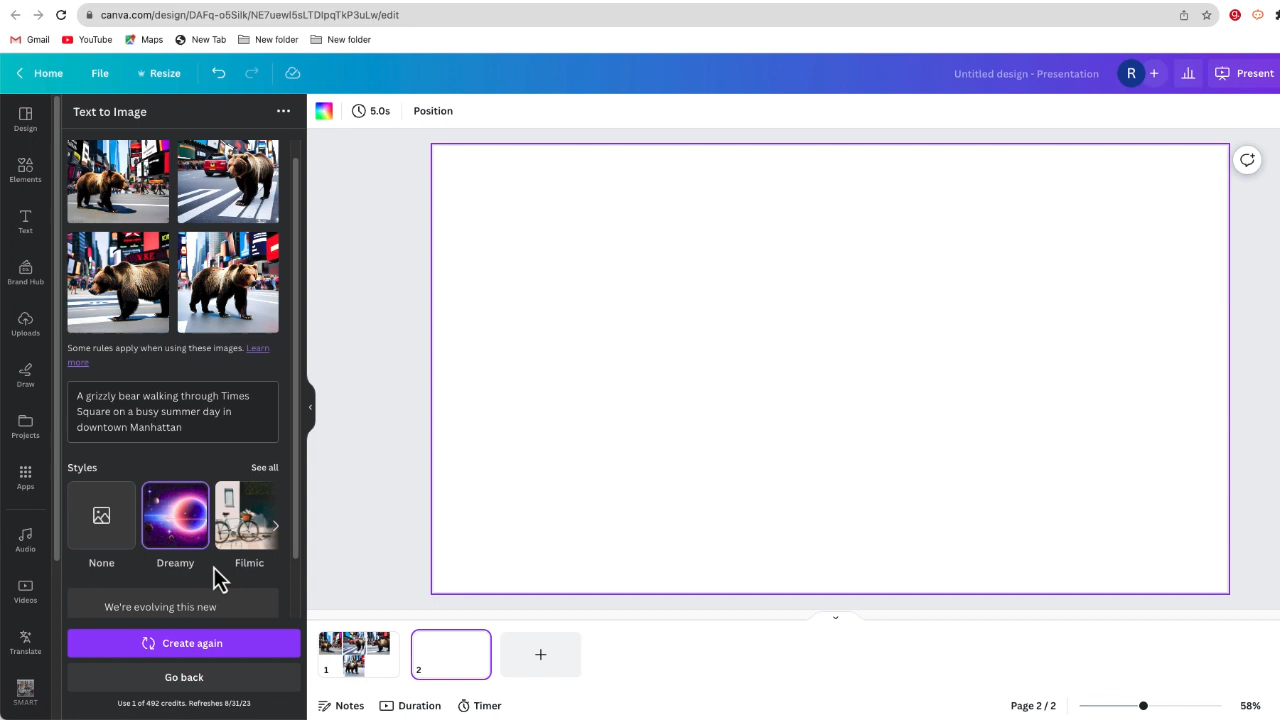 canva.com/design/DAFq-o5Silk/NE7uewI5sLTDIpqTkP3uLw/edit
Gmail YouTube Maps New Tab New folder New folder
Home File Resize Untitled design - Presentation R + Present
Text to Image ···
5.0s Position
Design
Elements
Text
Brand Hub
Uploads
Draw
Projects
Apps
Audio
Videos
Translate
SMART
Some rules apply when using these images. Learn
more
A grizzly bear walking through Times
Square on a busy summer day in
downtown Manhattan
Styles See all
None Dreamy Filmic
We're evolving this new
Create again
Go back
Use 1 of 492 credits. Refreshes 8/31/23
1 2 +
Notes Duration Timer Page 2 / 2 58%